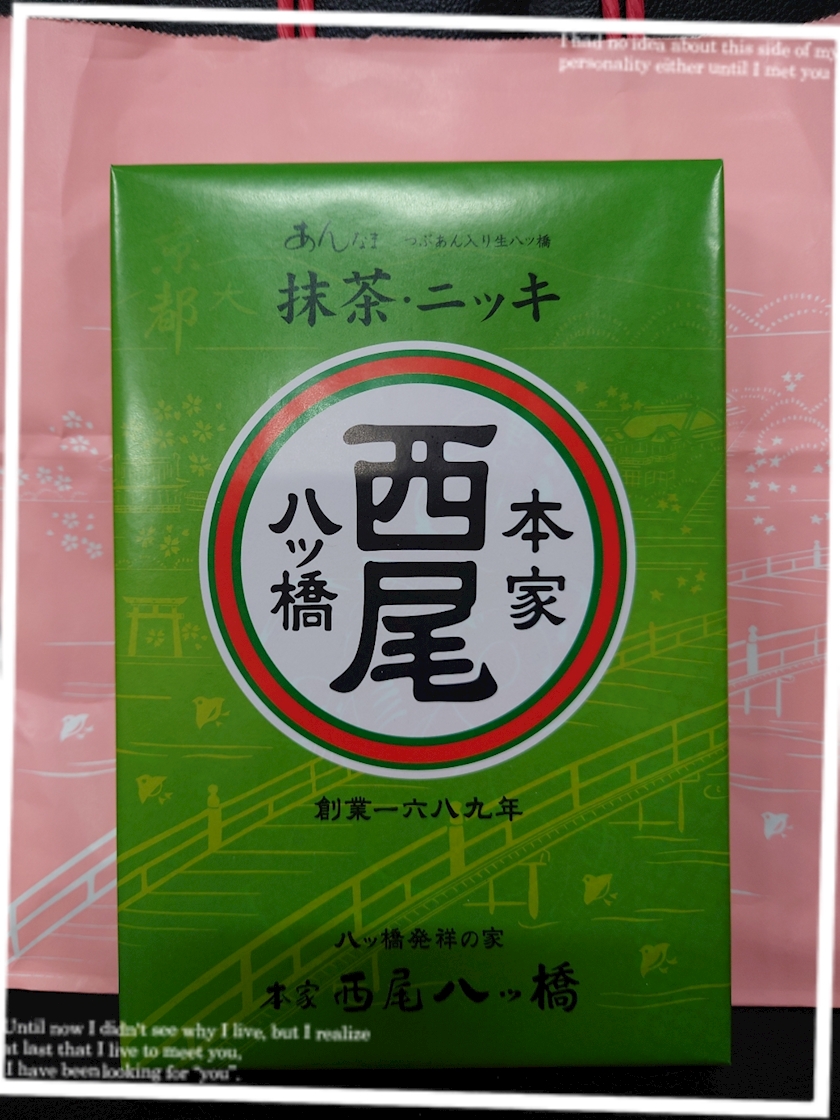 I had no idea about this side of my
personality either until I met you
京都
あんなま つぶあん入り生八ッ橋
抹茶・ニッキ
本家
西尾
八ッ橋
創業一六八九年
八ッ橋発祥の家
本家 西尾八ッ橋
Until now I didn't see why I live, but I realize
at last that I live to meet you.
I have been looking for "you".